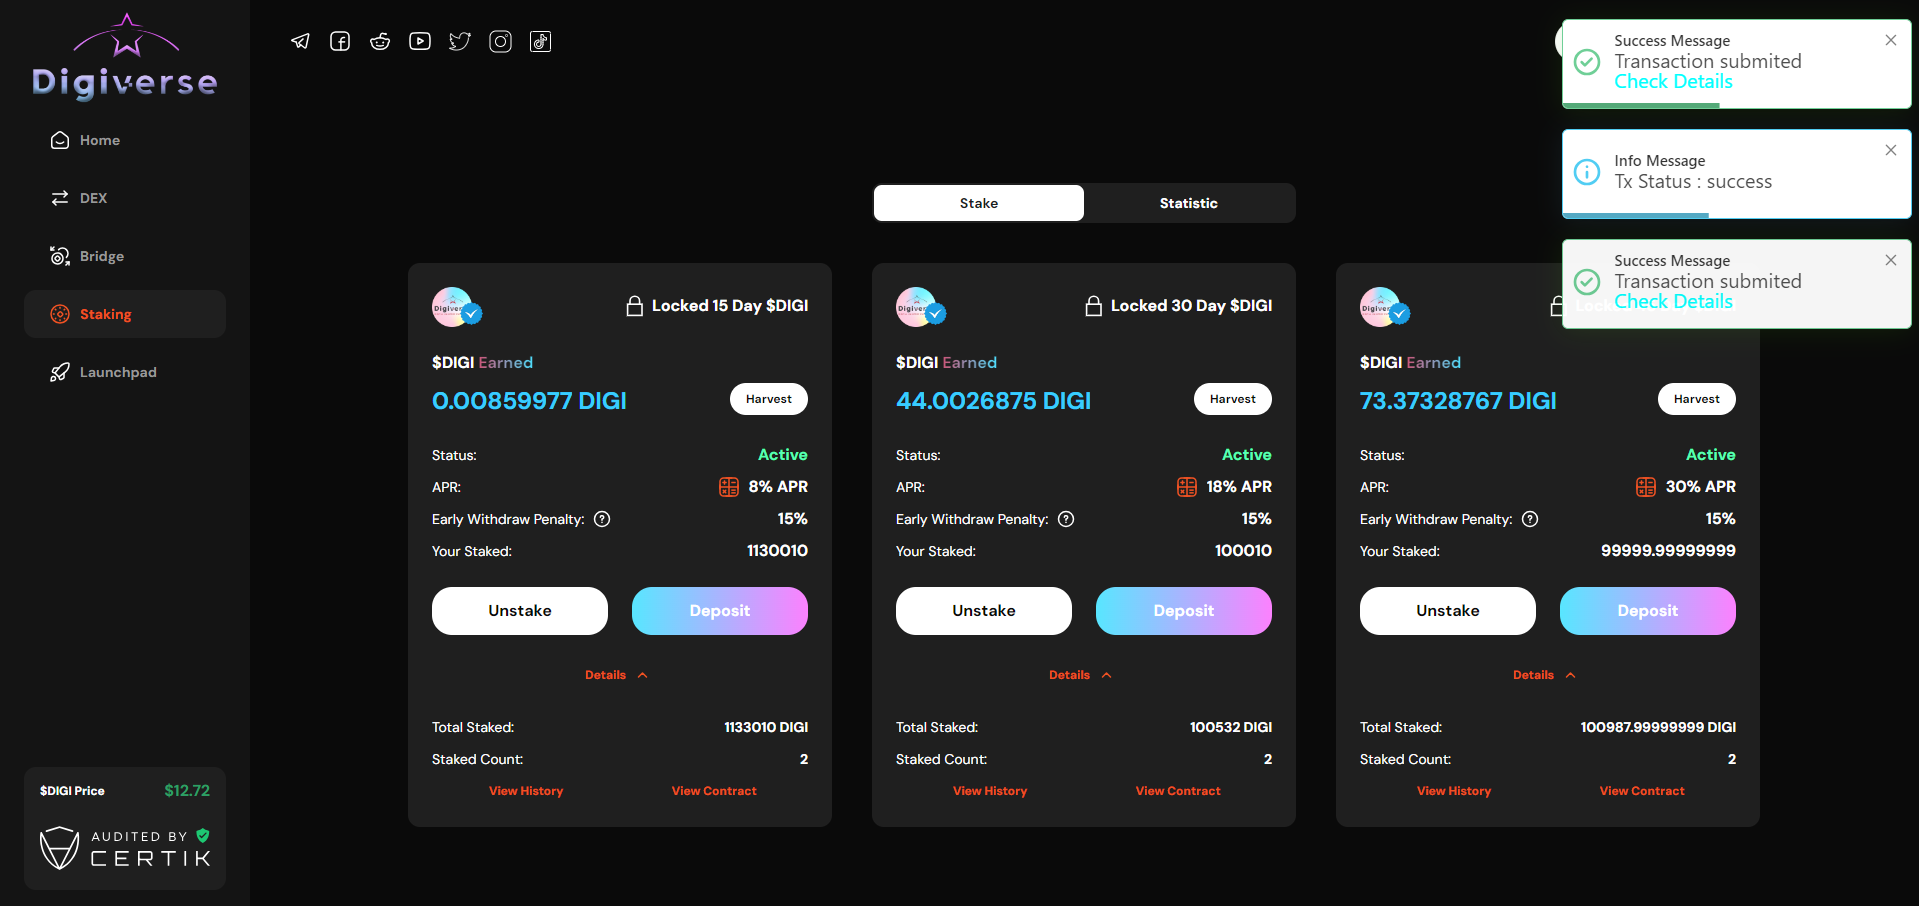 Digiverse
Home
DEX
Bridge
Staking
Launchpad
$DIGI Price $12.72
AUDITED BY
CERTIK
Stake Statistic
Locked 15 Day $DIGI
$DIGI Earned
0.00859977 DIGI
Harvest
Status: Active
APR: 8% APR
Early Withdraw Penalty: ? 15%
Your Staked: 1130010
Unstake Deposit
Details
Total Staked: 1133010 DIGI
Staked Count: 2
View History View Contract
Locked 30 Day $DIGI
$DIGI Earned
44.0026875 DIGI
Harvest
Status: Active
APR: 18% APR
Early Withdraw Penalty: ? 15%
Your Staked: 100010
Unstake Deposit
Details
Total Staked: 100532 DIGI
Staked Count: 2
View History View Contract
$DIGI Earned
73.37328767 DIGI
Harvest
Status: Active
APR: 30% APR
Early Withdraw Penalty: ? 15%
Your Staked: 99999.99999999
Unstake Deposit
Details
Total Staked: 100987.99999999 DIGI
Staked Count: 2
View History View Contract
Success Message
Transaction submited
Check Details
Info Message
Tx Status : success
Success Message
Transaction submited
Check Details